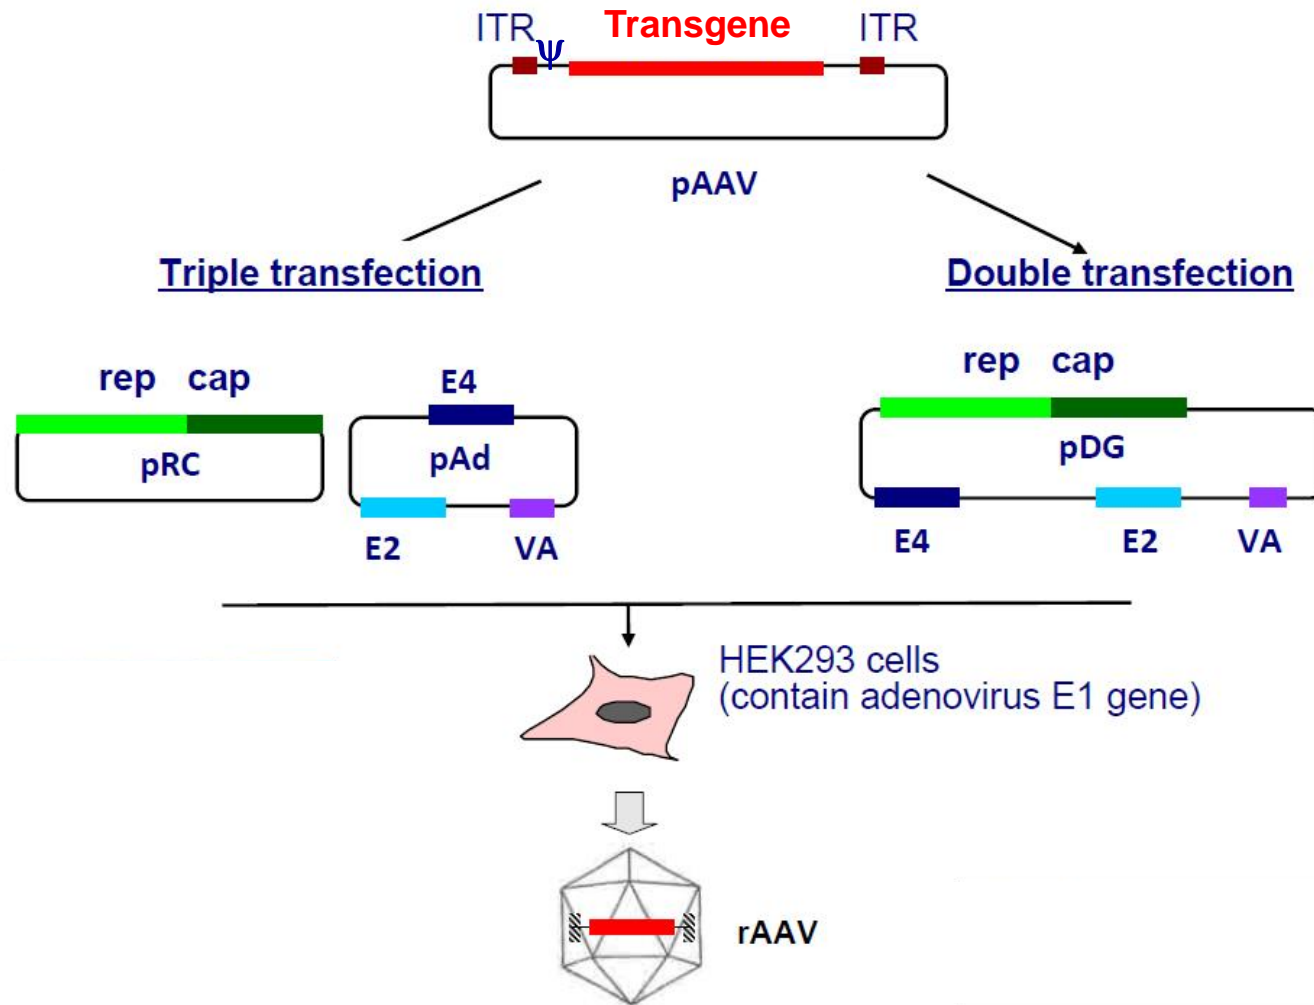 ITR ψ Transgene ITR
pAAV
Triple transfection
Double transfection
rep cap
pRC
E4
pAd
E2 VA
rep cap
pDG
E4 E2 VA
HEK293 cells
(contain adenovirus E1 gene)
rAAV